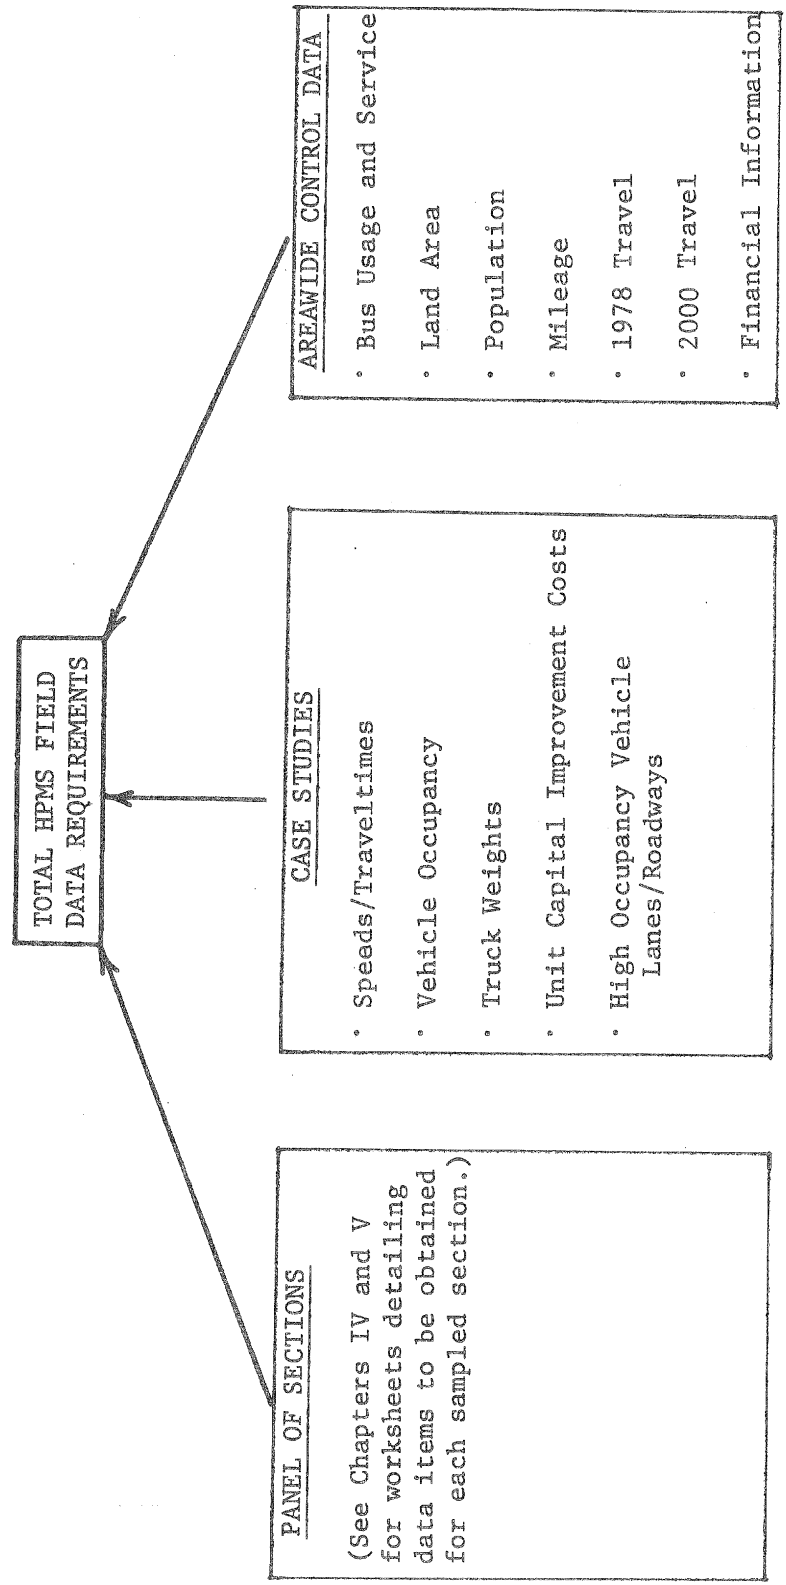 TOTAL HPMS FIELD
DATA REQUIREMENTS
PANEL OF SECTIONS
(See Chapters IV and V
for worksheets detailing
data items to be obtained
for each sampled section.)
CASE STUDIES
• Speeds/Traveltimes
• Vehicle Occupancy
• Truck Weights
• Unit Capital Improvement Costs
• High Occupancy Vehicle
Lanes/Roadways
AREAWIDE CONTROL DATA
• Bus Usage and Service
• Land Area
• Population
• Mileage
• 1978 Travel
• 2000 Travel
• Financial Information